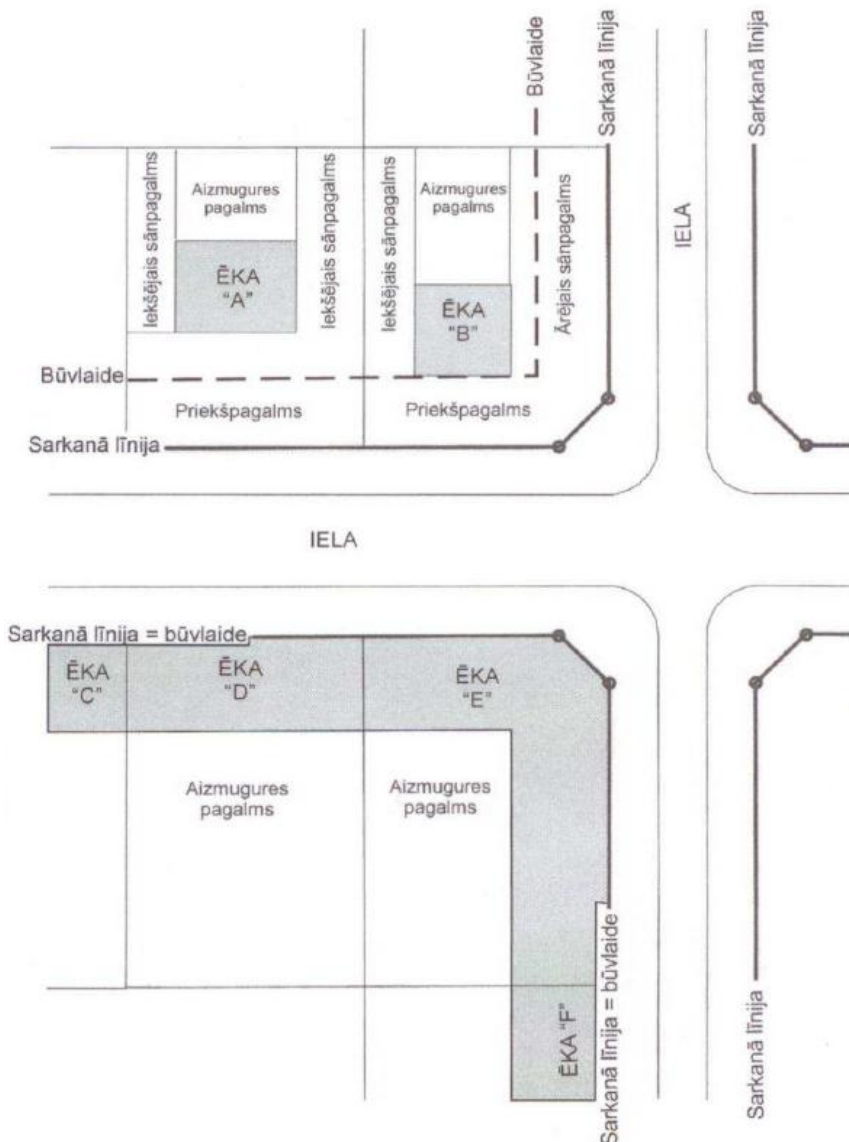 Būvlaide
Sarkanā līnija
Sarkanā līnija
Iekšējais sānpagalms
Aizmugures
pagalms
Iekšējais sānpagalms
Iekšējais sānpagalms
Aizmugures
pagalms
Ārējais sānpagalms
IELA
ĒKA
"A"
ĒKA
"B"
Būvlaide
Priekšpagalms
Priekšpagalms
Sarkanā līnija
IELA
Sarkanā līnija = būvlaide
ĒKA
"C"
ĒKA
"D"
ĒKA
"E"
Aizmugures
pagalms
Aizmugures
pagalms
ĒKA "F"
Sarkanā līnija = būvlaide
Sarkanā līnija